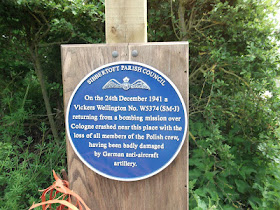 SIBBERTOFT PARISH COUNCIL
On the 24th December 1941 a
Vickers Wellington No. W5374 (SM-J)
returning from a bombing mission over
Cologne crashed near this place with the
loss of all members of the Polish crew,
having been badly damaged
by German anti-aircraft
artillery.